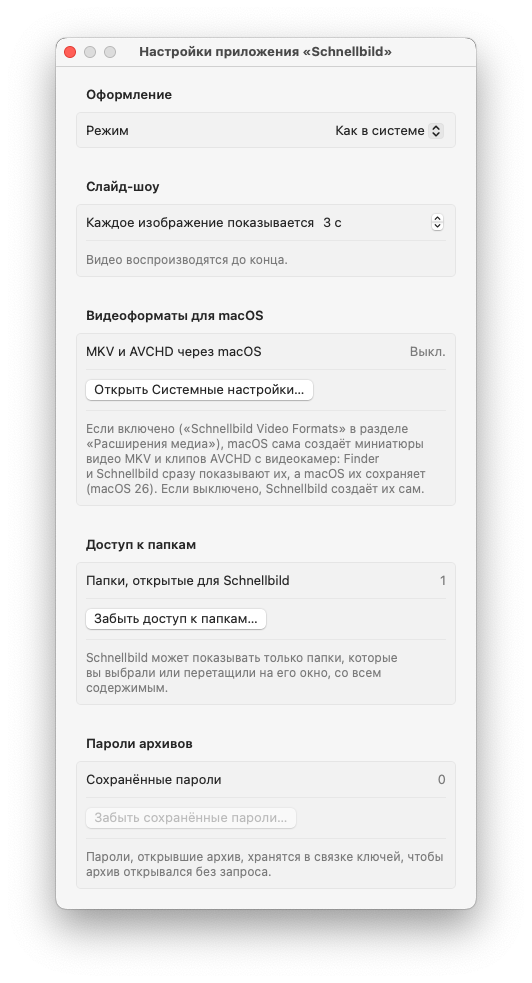 Настройки приложения «Schnellbild»
Оформление
Режим Как в системе
Слайд-шоу
Каждое изображение показывается 3 с
Видео воспроизводятся до конца.
Видеоформаты для macOS
MKV и AVCHD через macOS Выкл.
Открыть Системные настройки...
Если включено («Schnellbild Video Formats» в разделе
«Расширения медиа»), macOS сама создаёт миниатюры
видео MKV и клипов AVCHD с видеокамер: Finder
и Schnellbild сразу показывают их, а macOS их сохраняет
(macOS 26). Если выключено, Schnellbild создаёт их сам.
Доступ к папкам
Папки, открытые для Schnellbild 1
Забыть доступ к папкам...
Schnellbild может показывать только папки, которые
вы выбрали или перетащили на его окно, со всем
содержимым.
Пароли архивов
Сохранённые пароли 0
Забыть сохранённые пароли...
Пароли, открывшие архив, хранятся в связке ключей, чтобы
архив открывался без запроса.